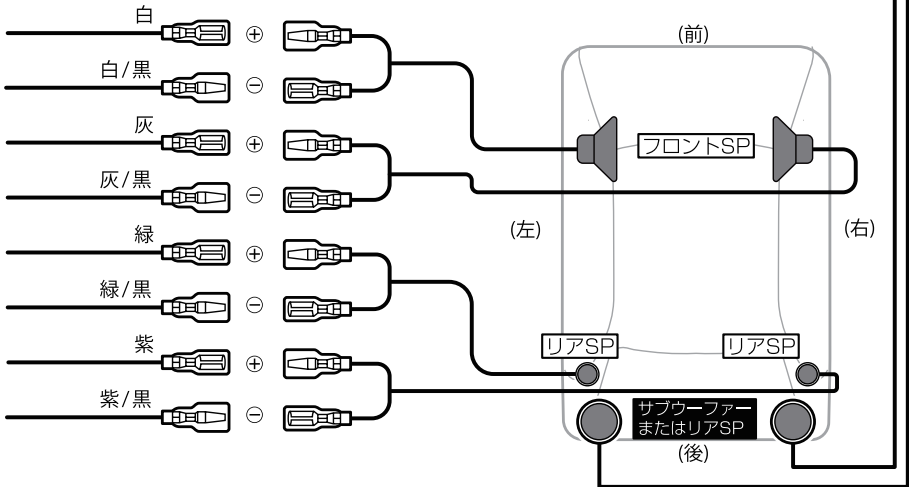 白
⊕
白/黒
⊖
灰
⊕
灰/黒
⊖
緑
⊕
緑/黒
⊖
紫
⊕
紫/黒
⊖
(前)
フロントSP
(左)
(右)
リアSP
リアSP
サブウーファー
またはリアSP
(後)